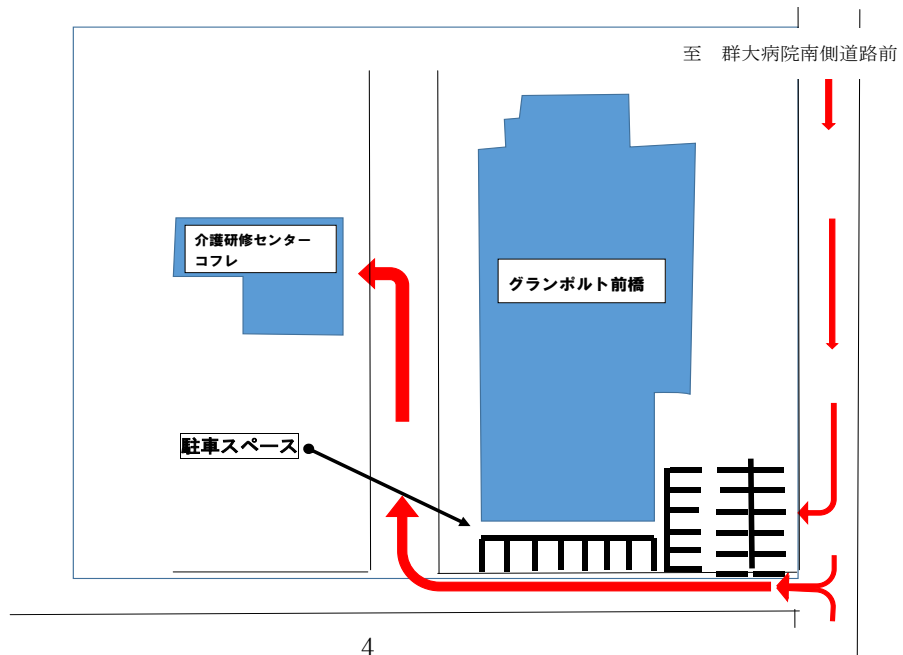 至　群大病院南側道路前
介護研修センター
コフレ
グランポルト前橋
駐車スペース
4